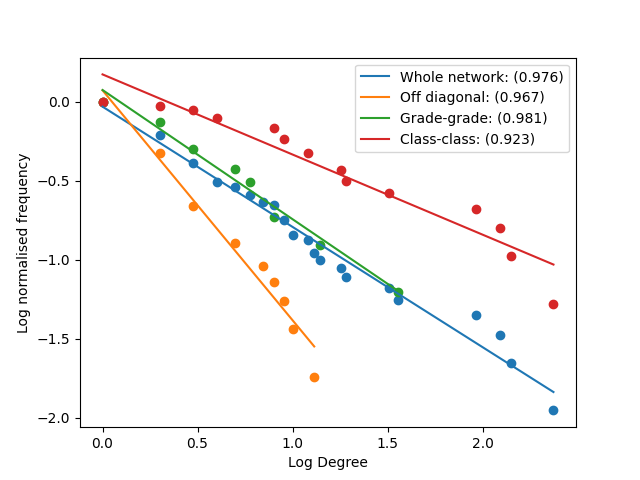 Whole network: (0.976)
Off diagonal: (0.967)
Grade-grade: (0.981)
Class-class: (0.923)
Log normalised frequency
0.0
−0.5
−1.0
−1.5
−2.0
0.0 0.5 1.0 1.5 2.0
Log Degree